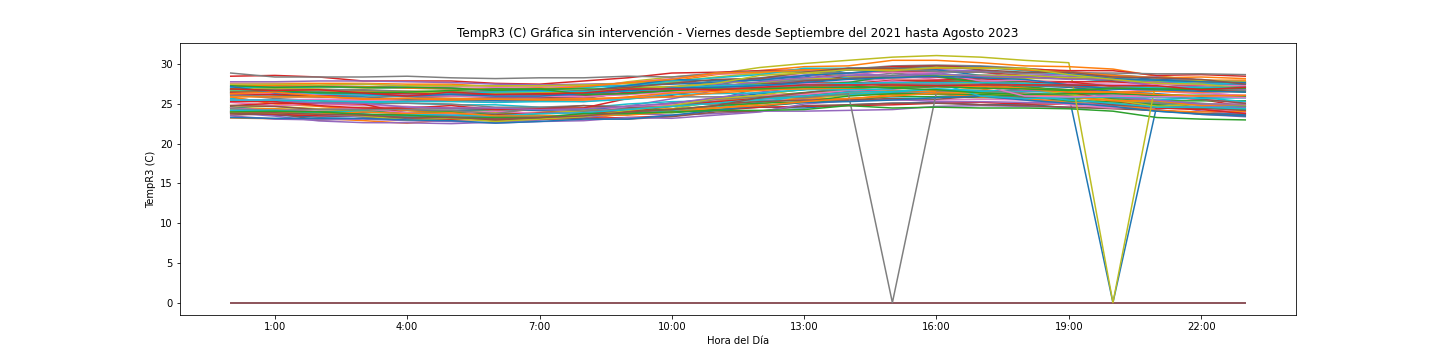 TempR3 (C) Gráfica sin intervención - Viernes desde Septiembre del 2021 hasta Agosto 2023
TempR3 (C)
30
25
20
15
10
5
0
1:00 4:00 7:00 10:00 13:00 16:00 19:00 22:00
Hora del Día